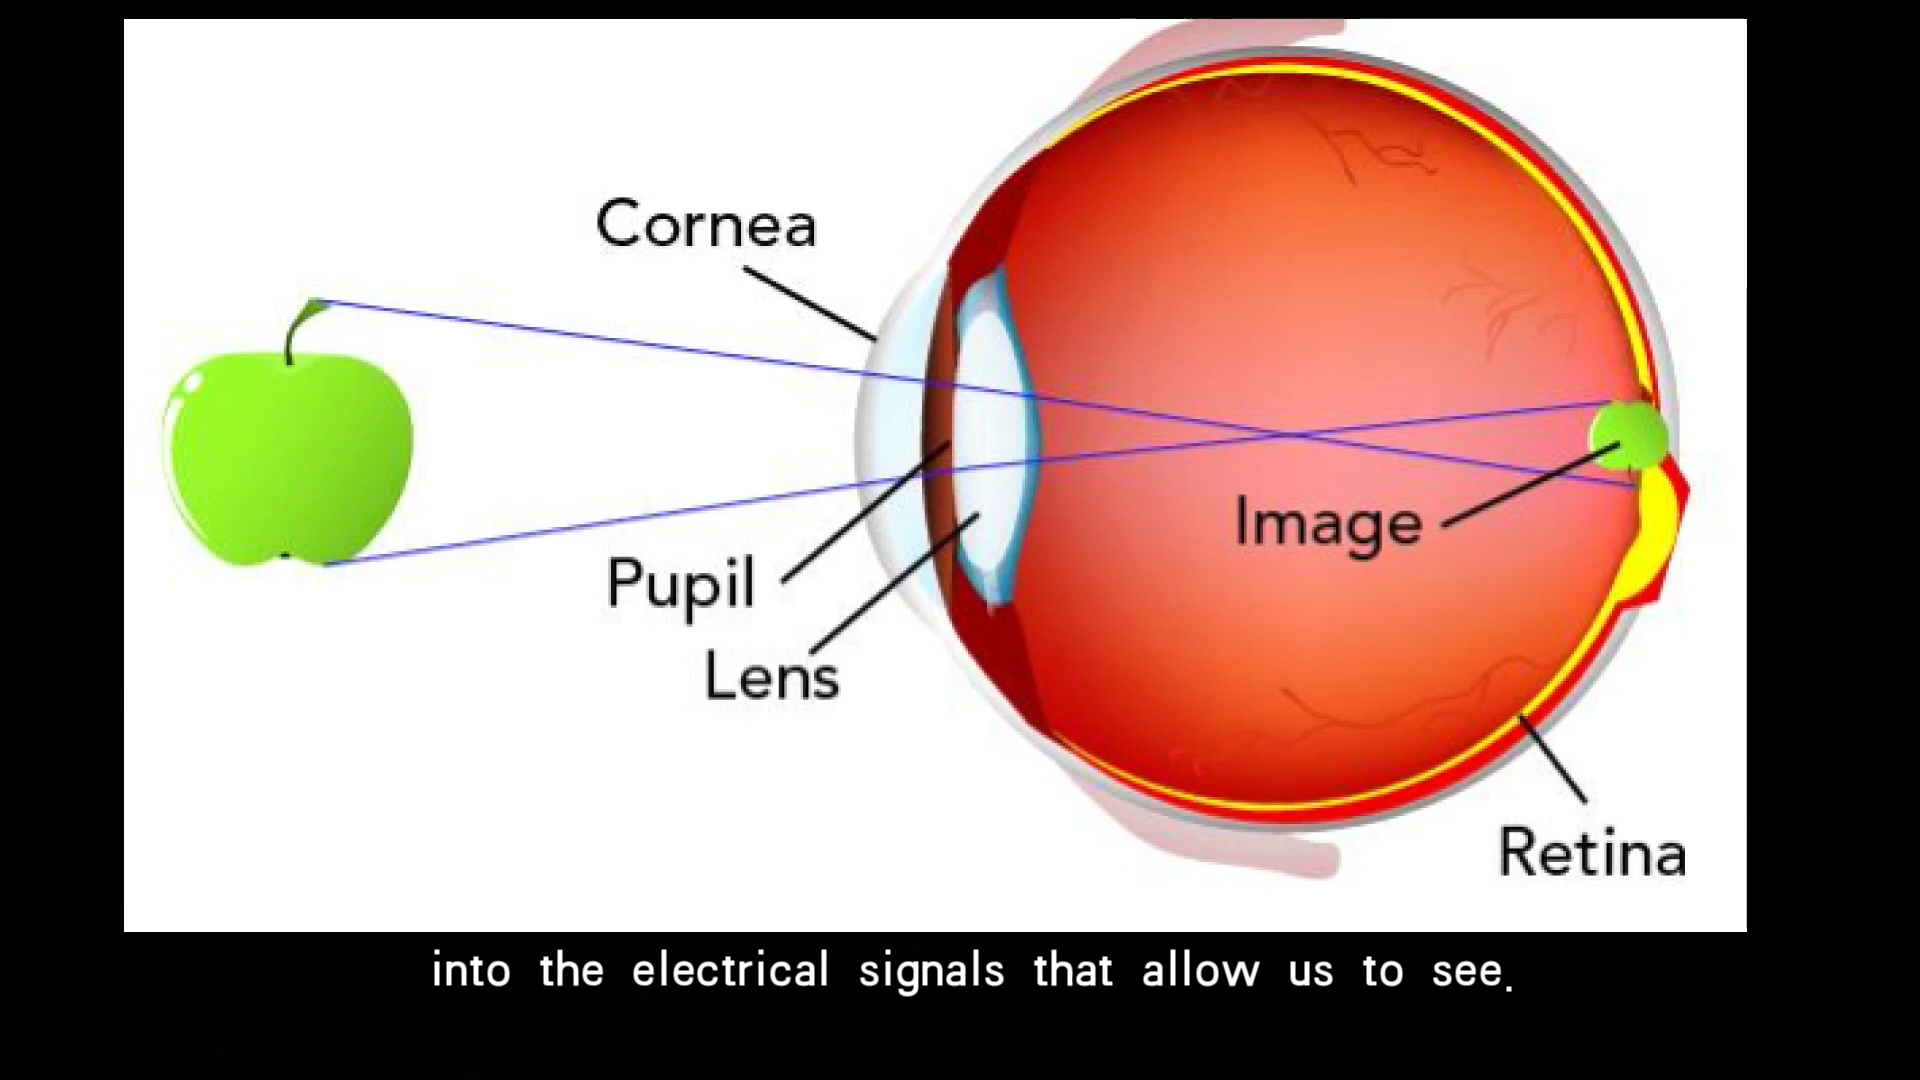 Cornea
Pupil
Lens
Image
Retina
into the electrical signals that allow us to see.